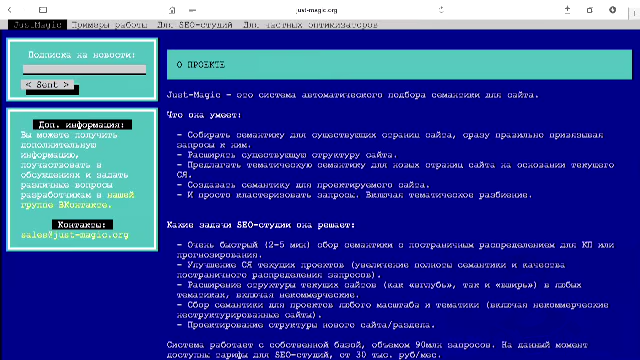 just-magic.org
JustMagic Примеры работы Для SEO-студий Для частных оптимизаторов
Подписка на новости:
< Sent >
Доп. информация:
Вы можете получить
дополнительную
информацию,
поучаствовать в
обсуждениях и задать
различные вопросы
разработчикам в нашей
группе ВКонтакте.
Контакты:
sales@just-magic.org
О ПРОЕКТЕ
Just-Magic - это система автоматического подбора семантики для сайта.
Что она умеет:
- Собирать семантику для существующих страниц сайта, сразу правильно привязывая
запросы к ним.
- Расширять существующую структуру сайта.
- Предлагать тематическую семантику для новых страниц сайта на основании текущего
СЯ.
- Создавать семантику для проектируемого сайта.
- И просто кластеризовать запросы. Включая тематическое разбиение.
Какие задачи SEO-студии она решает:
- Очень быстрый (2-5 мин) сбор семантики с постраничным распределением для КП или
прогнозирования.
- Улучшение СЯ текущих проектов (увеличение полноты семантики и качества
постраничного распределения запросов).
- Расширение структуры текущих сайтов (как «вглубь», так и «вширь») в любых
тематиках, включая некоммерческие.
- Сбор семантики для проектов любого масштаба и тематики (включая некоммерческие
неструктурированные сайты).
- Проектирование структуры нового сайта/раздела.
Система работает с собственной базой, объемом 90млн запросов. На данный момент
доступны тарифы для SEO-студий, от 30 тыс. руб/мес.